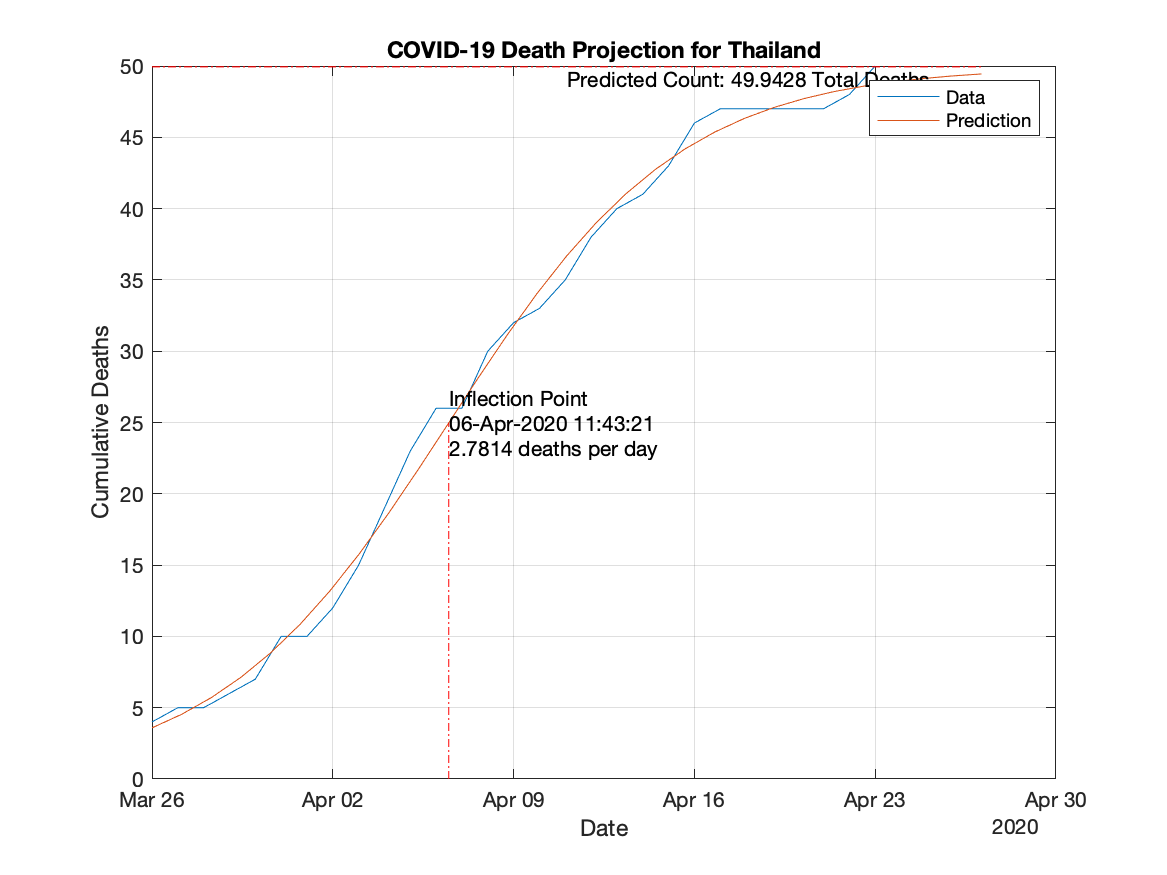 COVID-19 Death Projection for Thailand
Predicted Count: 49.9428 Total Deaths
Data
Prediction
50
45
40
35
30
25
20
15
10
5
0
Cumulative Deaths
Inflection Point
06-Apr-2020 11:43:21
2.7814 deaths per day
Mar 26
Apr 02
Apr 09
Apr 16
Apr 23
Apr 30
Date
2020